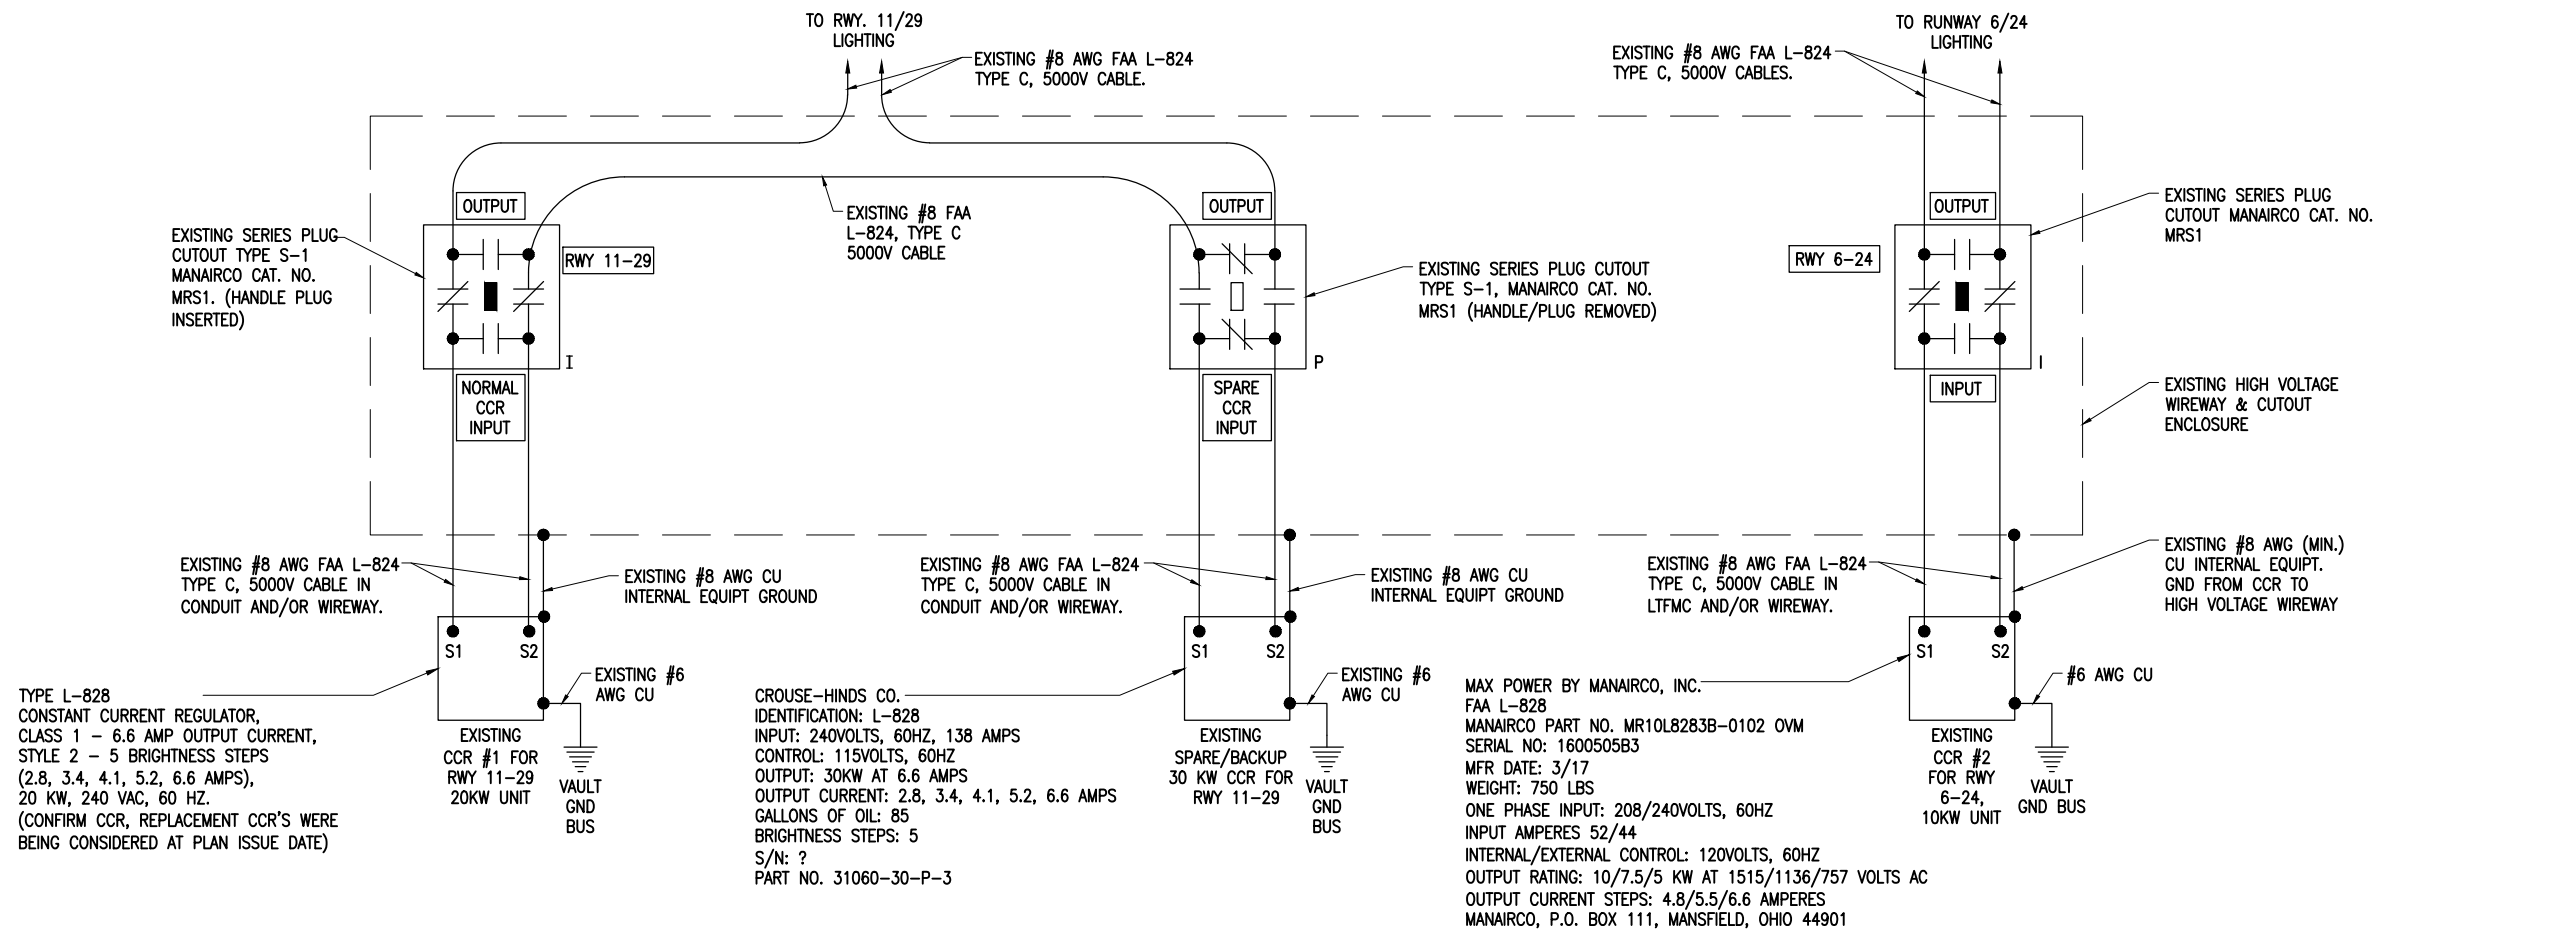 TO RWY. 11/29
LIGHTING
EXISTING #8 AWG FAA L-824
TYPE C, 5000V CABLE.
EXISTING #8 AWG FAA L-824
TYPE C, 5000V CABLES.
TO RUNWAY 6/24
LIGHTING
EXISTING SERIES PLUG
CUTOUT TYPE S-1
MANAIRCO CAT. NO.
MRS1. (HANDLE PLUG
INSERTED)
OUTPUT
RWY 11-29
I
NORMAL
CCR
INPUT
EXISTING #8 FAA
L-824, TYPE C
5000V CABLE
OUTPUT
P
SPARE
CCR
INPUT
EXISTING SERIES PLUG CUTOUT
TYPE S-1, MANAIRCO CAT. NO.
MRS1 (HANDLE/PLUG REMOVED)
RWY 6-24
OUTPUT
I
INPUT
EXISTING SERIES PLUG
CUTOUT MANAIRCO CAT. NO.
MRS1
EXISTING HIGH VOLTAGE
WIREWAY & CUTOUT
ENCLOSURE
EXISTING #8 AWG FAA L-824
TYPE C, 5000V CABLE IN
CONDUIT AND/OR WIREWAY.
EXISTING #8 AWG CU
INTERNAL EQUIPT GROUND
EXISTING #8 AWG FAA L-824
TYPE C, 5000V CABLE IN
CONDUIT AND/OR WIREWAY.
EXISTING #8 AWG CU
INTERNAL EQUIPT GROUND
EXISTING #8 AWG FAA L-824
TYPE C, 5000V CABLE IN
LTFMC AND/OR WIREWAY.
EXISTING #8 AWG (MIN.)
CU INTERNAL EQUIPT.
GND FROM CCR TO
HIGH VOLTAGE WIREWAY
S1 S2
EXISTING #6
AWG CU
TYPE L-828
CONSTANT CURRENT REGULATOR,
CLASS 1 - 6.6 AMP OUTPUT CURRENT,
STYLE 2 - 5 BRIGHTNESS STEPS
(2.8, 3.4, 4.1, 5.2, 6.6 AMPS),
20 KW, 240 VAC, 60 HZ.
(CONFIRM CCR, REPLACEMENT CCR'S WERE
BEING CONSIDERED AT PLAN ISSUE DATE)
EXISTING
CCR #1 FOR
RWY 11-29
20KW UNIT
VAULT
GND
BUS
S1 S2
EXISTING #6
AWG CU
CROUSE-HINDS CO.
IDENTIFICATION: L-828
INPUT: 240VOLTS, 60HZ, 138 AMPS
CONTROL: 115VOLTS, 60HZ
OUTPUT: 30KW AT 6.6 AMPS
OUTPUT CURRENT: 2.8, 3.4, 4.1, 5.2, 6.6 AMPS
GALLONS OF OIL: 85
BRIGHTNESS STEPS: 5
S/N: ?
PART NO. 31060-30-P-3
EXISTING
SPARE/BACKUP
30 KW CCR FOR
RWY 11-29
VAULT
GND
BUS
S1 S2
#6 AWG CU
MAX POWER BY MANAIRCO, INC.
FAA L-828
MANAIRCO PART NO. MR10L8283B-0102 OVM
SERIAL NO: 1600505B3
MFR DATE: 3/17
WEIGHT: 750 LBS
ONE PHASE INPUT: 208/240VOLTS, 60HZ
INPUT AMPERES 52/44
INTERNAL/EXTERNAL CONTROL: 120VOLTS, 60HZ
OUTPUT RATING: 10/7.5/5 KW AT 1515/1136/757 VOLTS AC
OUTPUT CURRENT STEPS: 4.8/5.5/6.6 AMPERES
MANAIRCO, P.O. BOX 111, MANSFIELD, OHIO 44901
EXISTING
CCR #2
FOR RWY
6-24,
10KW UNIT
VAULT
GND BUS